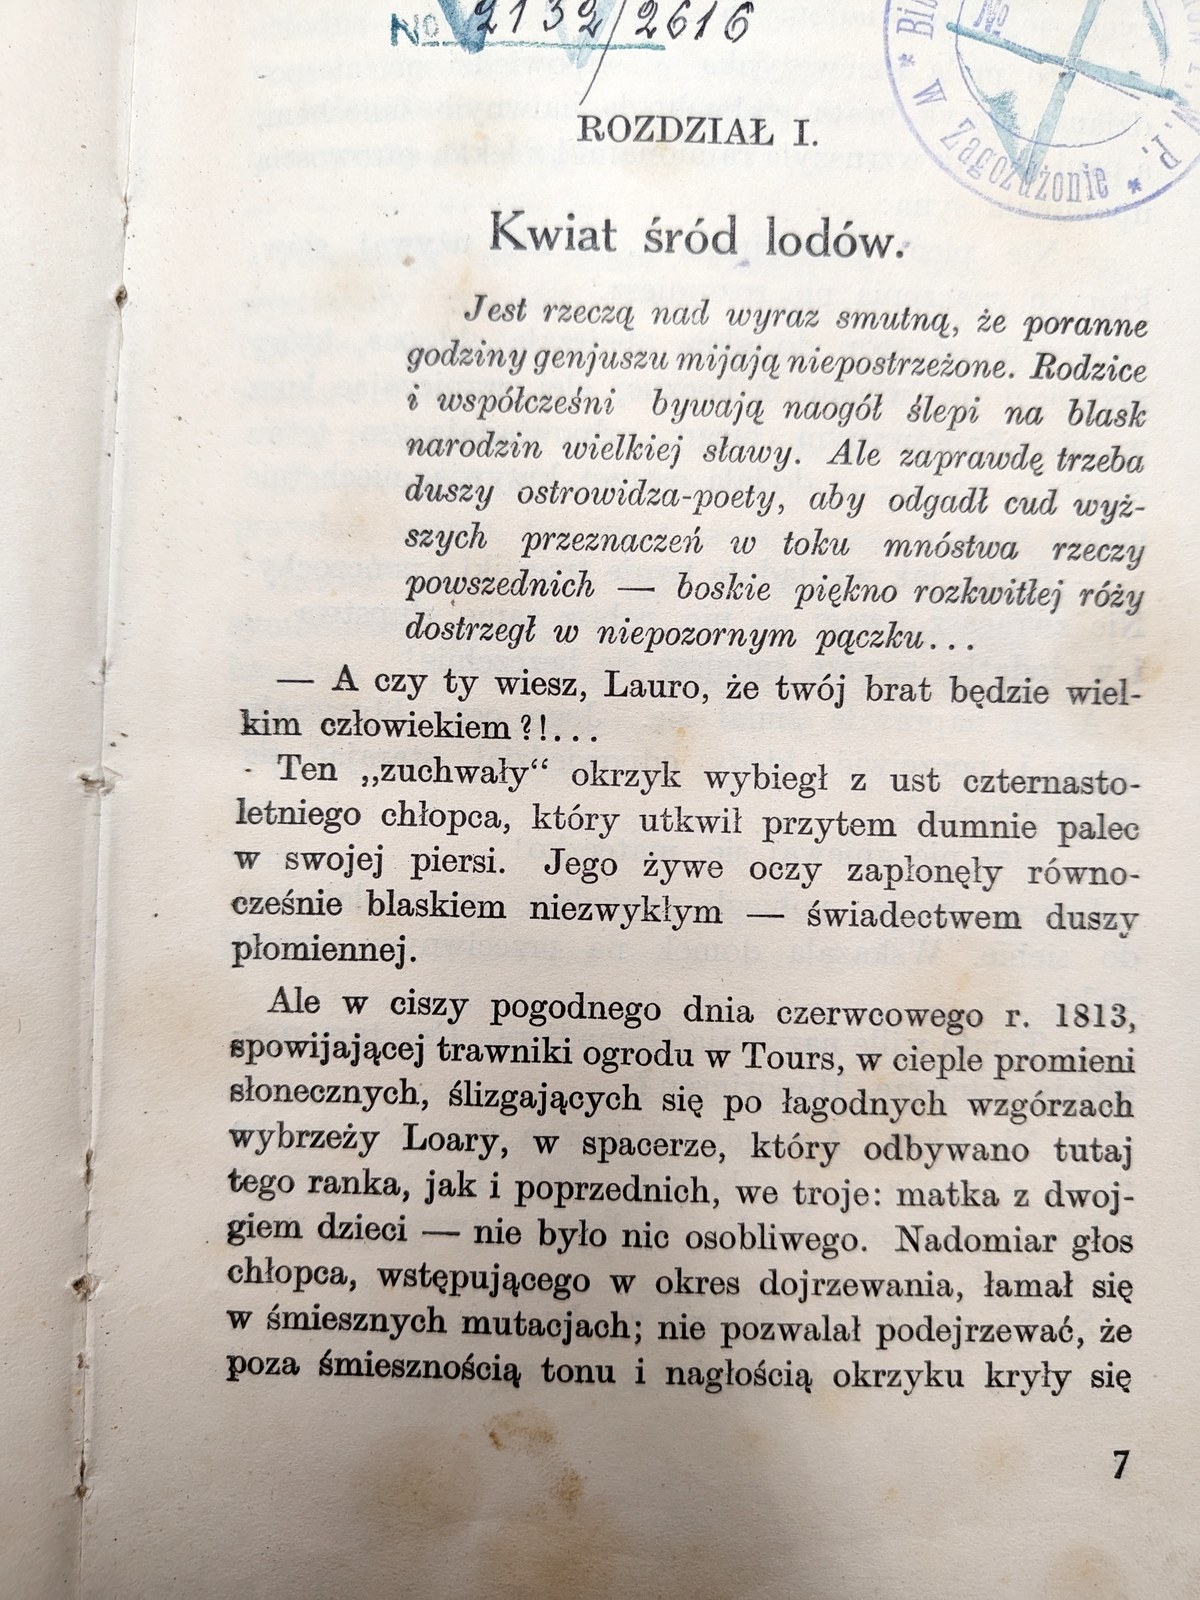 No 2132/2616
Bib
No
* W Zagożdżonie * P.
ROZDZIAŁ I.
Kwiat śród lodów.
Jest rzeczą nad wyraz smutną, że poranne
godziny genjuszu mijają niepostrzeżone. Rodzice
i współcześni bywają naogół ślepi na blask
narodzin wielkiej sławy. Ale zaprawdę trzeba
duszy ostrowidza-poety, aby odgadł cud wyż-
szych przeznaczeń w toku mnóstwa rzeczy
powszednich — boskie piękno rozkwitłej róży
dostrzegł w niepozornym pączku...
— A czy ty wiesz, Lauro, że twój brat będzie wiel-
kim człowiekiem?!...
Ten „zuchwały“ okrzyk wybiegł z ust czternasto-
letniego chłopca, który utkwił przytem dumnie palec
w swojej piersi. Jego żywe oczy zapłonęły równo-
cześnie blaskiem niezwykłym — świadectwem duszy
płomiennej.
Ale w ciszy pogodnego dnia czerwcowego r. 1813,
spowijającej trawniki ogrodu w Tours, w cieple promieni
słonecznych, ślizgających się po łagodnych wzgórzach
wybrzeży Loary, w spacerze, który odbywano tutaj
tego ranka, jak i poprzednich, we troje: matka z dwoj-
giem dzieci — nie było nic osobliwego. Nadomiar głos
chłopca, wstępującego w okres dojrzewania, łamał się
w śmiesznych mutacjach; nie pozwalał podejrzewać, że
poza śmiesznością tonu i nagłością okrzyku kryły się
7